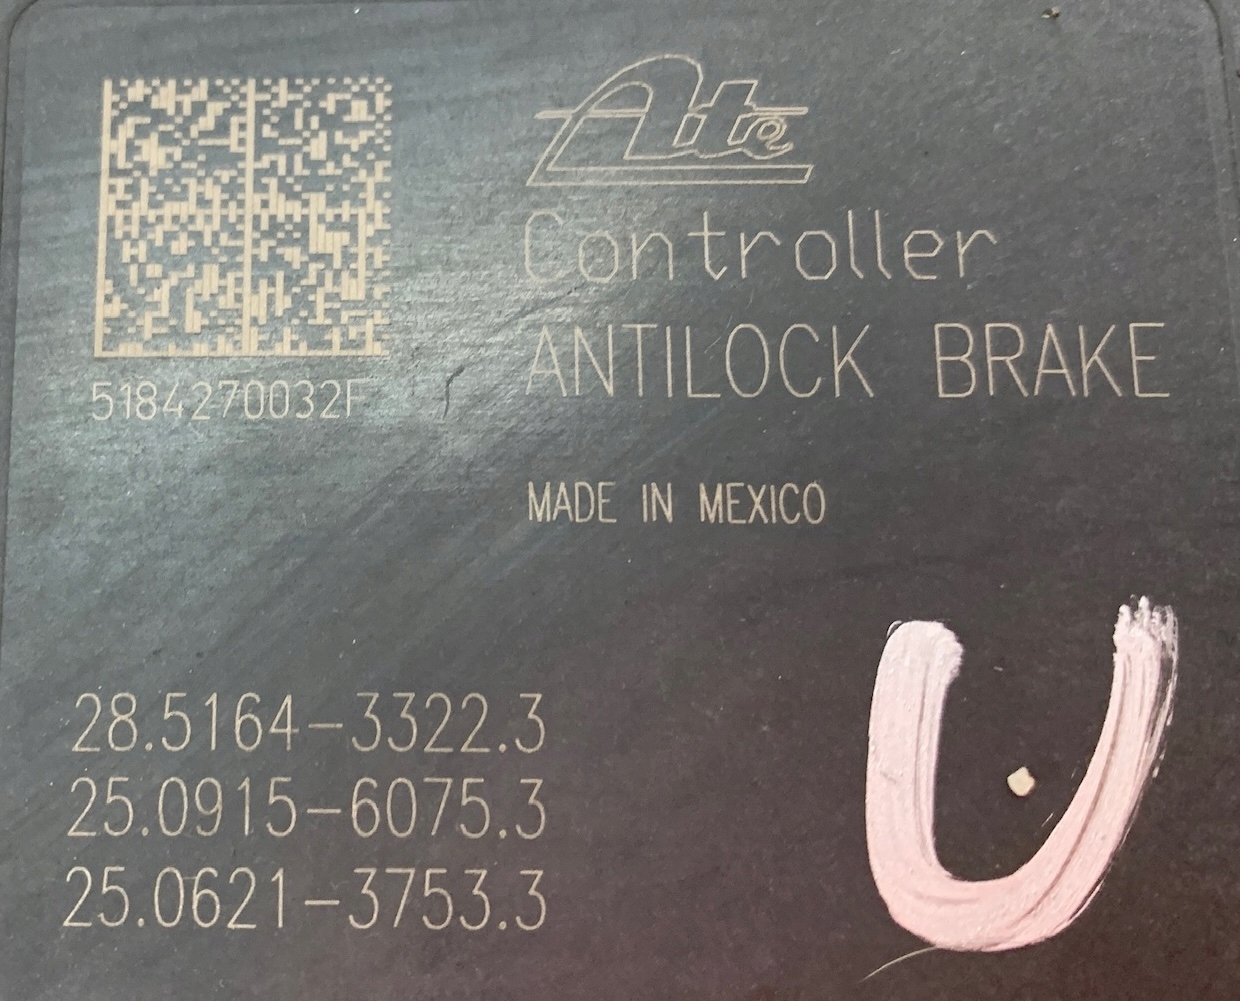 Ate
Controller
ANTILOCK BRAKE
5184270032F
MADE IN MEXICO
28.5164-3322.3
25.0915-6075.3
25.0621-3753.3
U